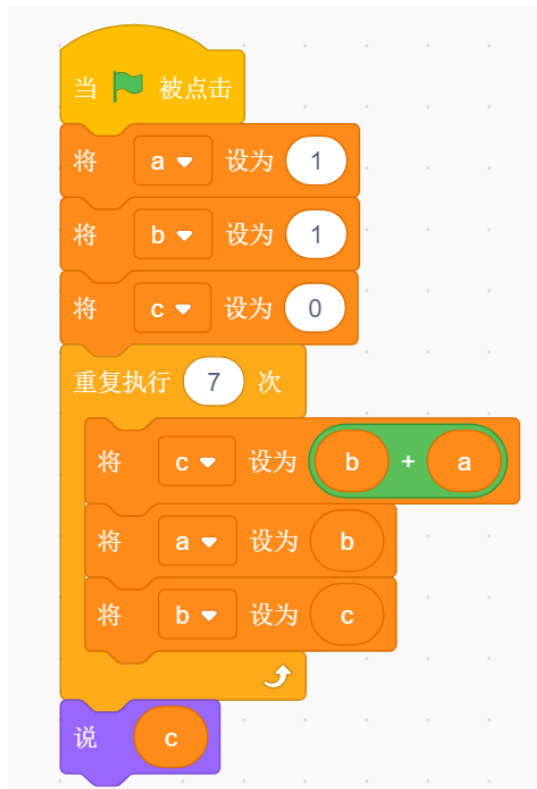 当 被点击
将 a 设为 1
将 b 设为 1
将 c 设为 0
重复执行 7 次
将 c 设为 b + a
将 a 设为 b
将 b 设为 c
说 c